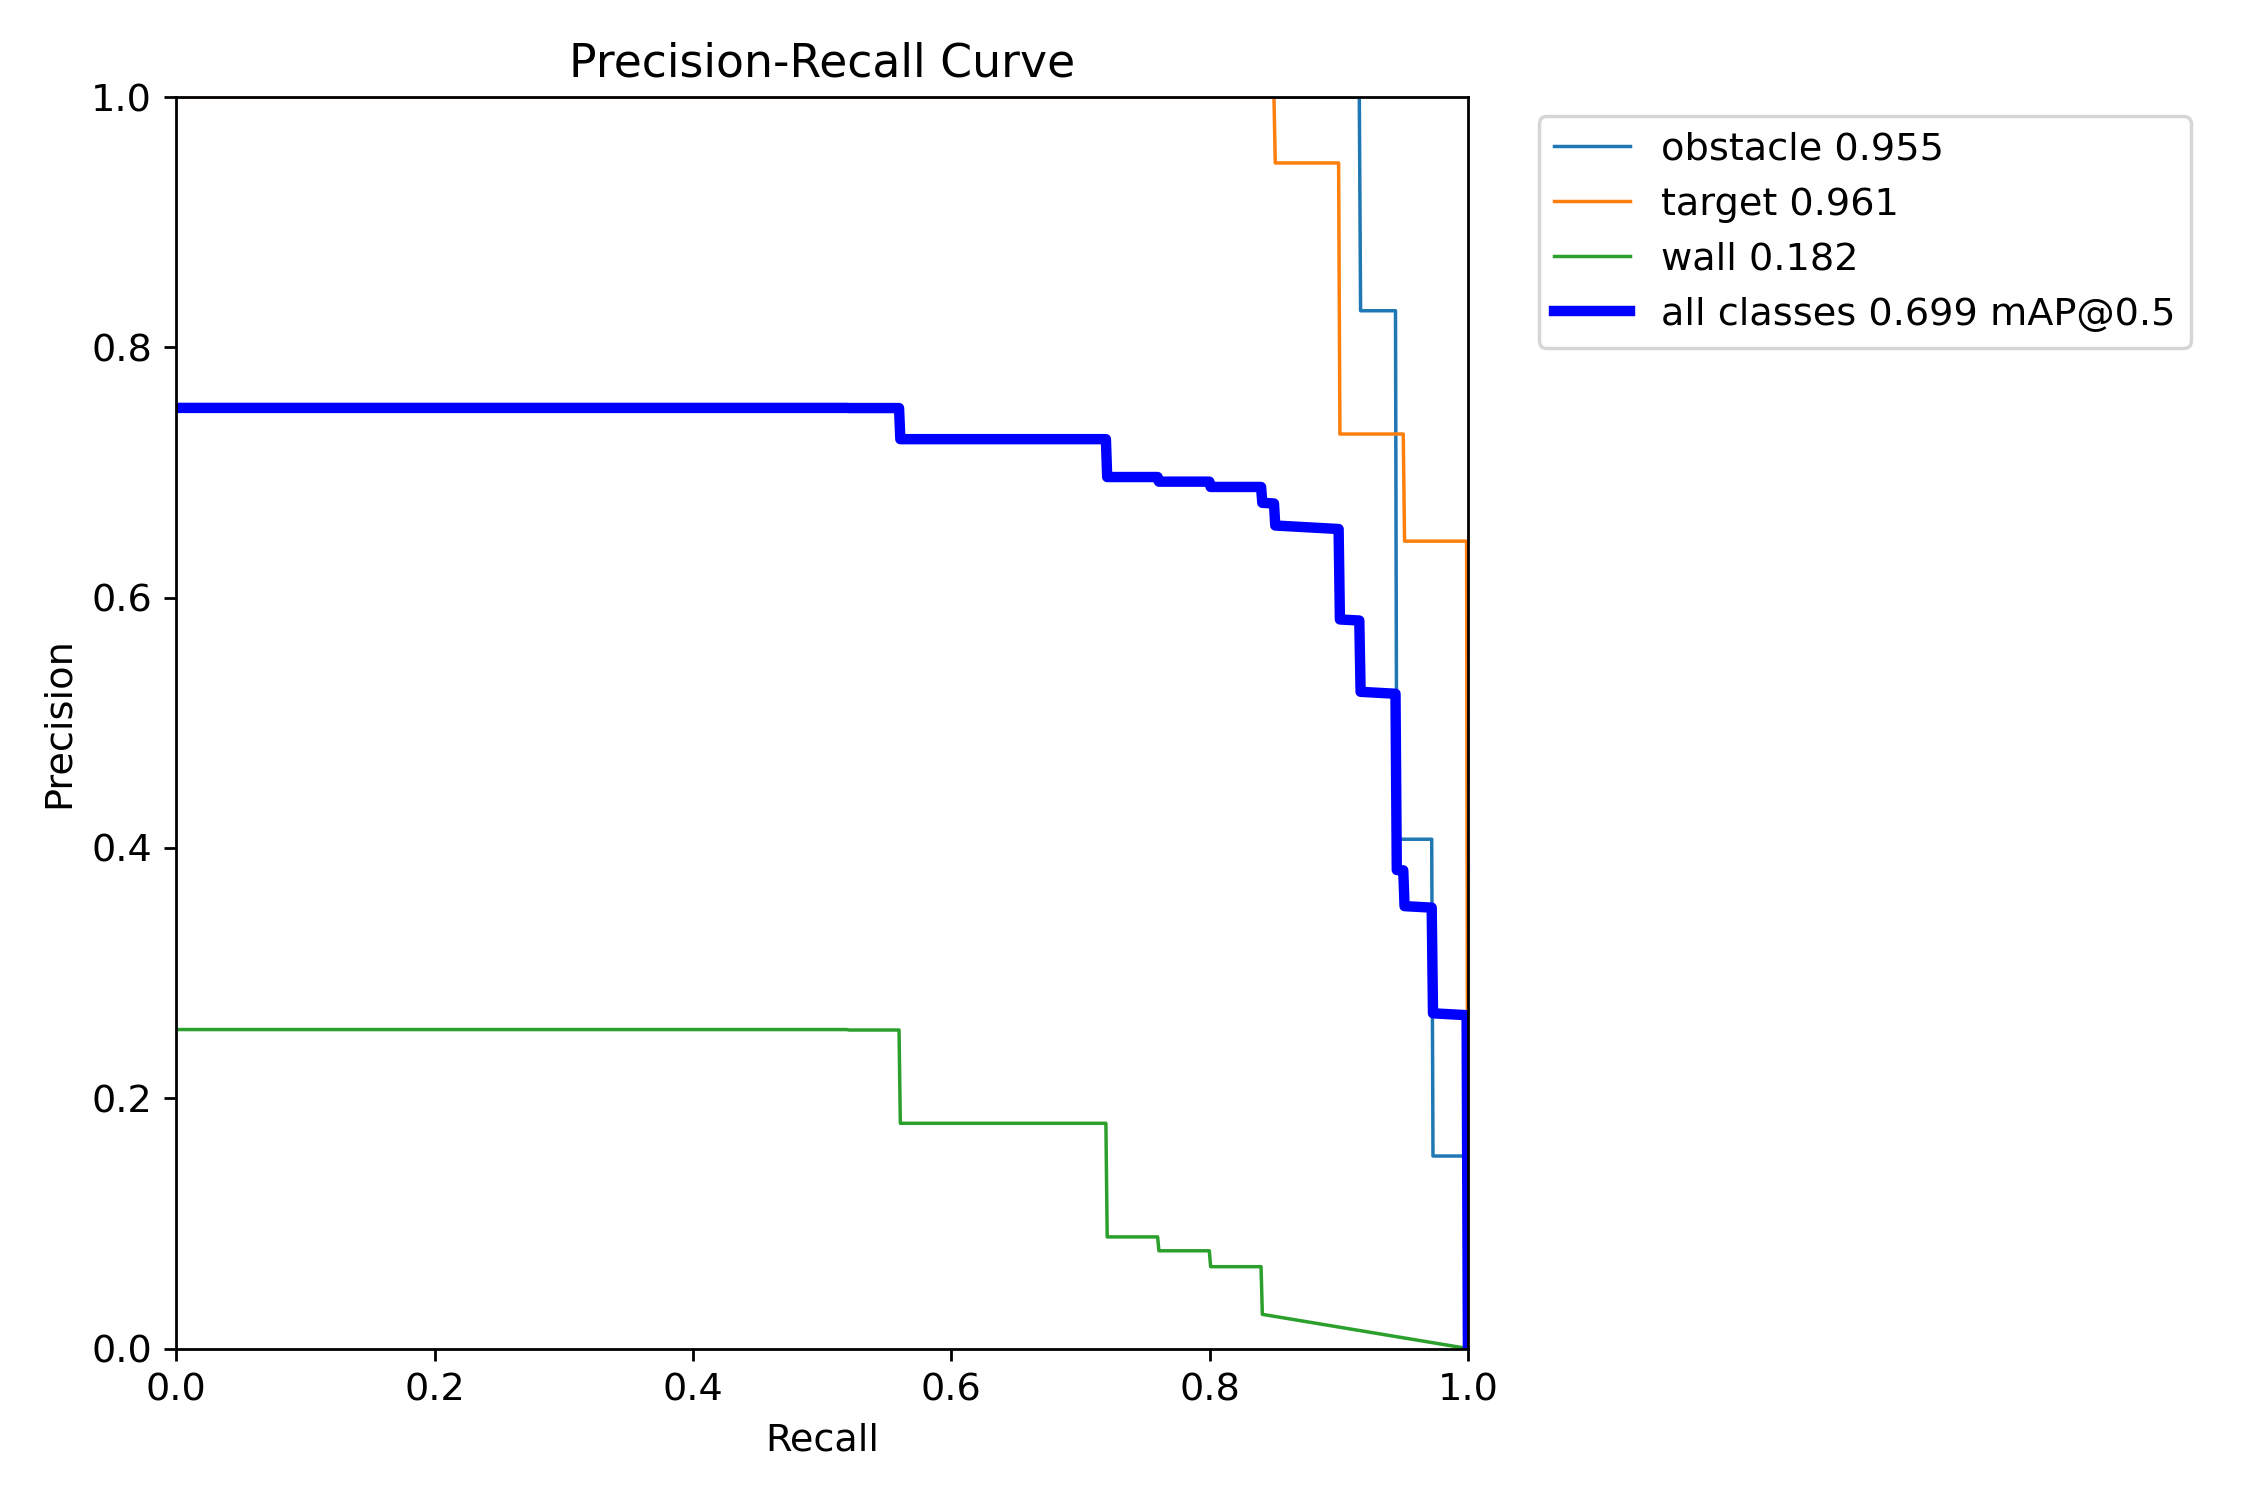 Precision-Recall Curve
obstacle 0.955
target 0.961
wall 0.182
all classes 0.699 mAP@0.5
Precision
1.0
0.8
0.6
0.4
0.2
0.0
0.0 0.2 0.4 0.6 0.8 1.0
Recall